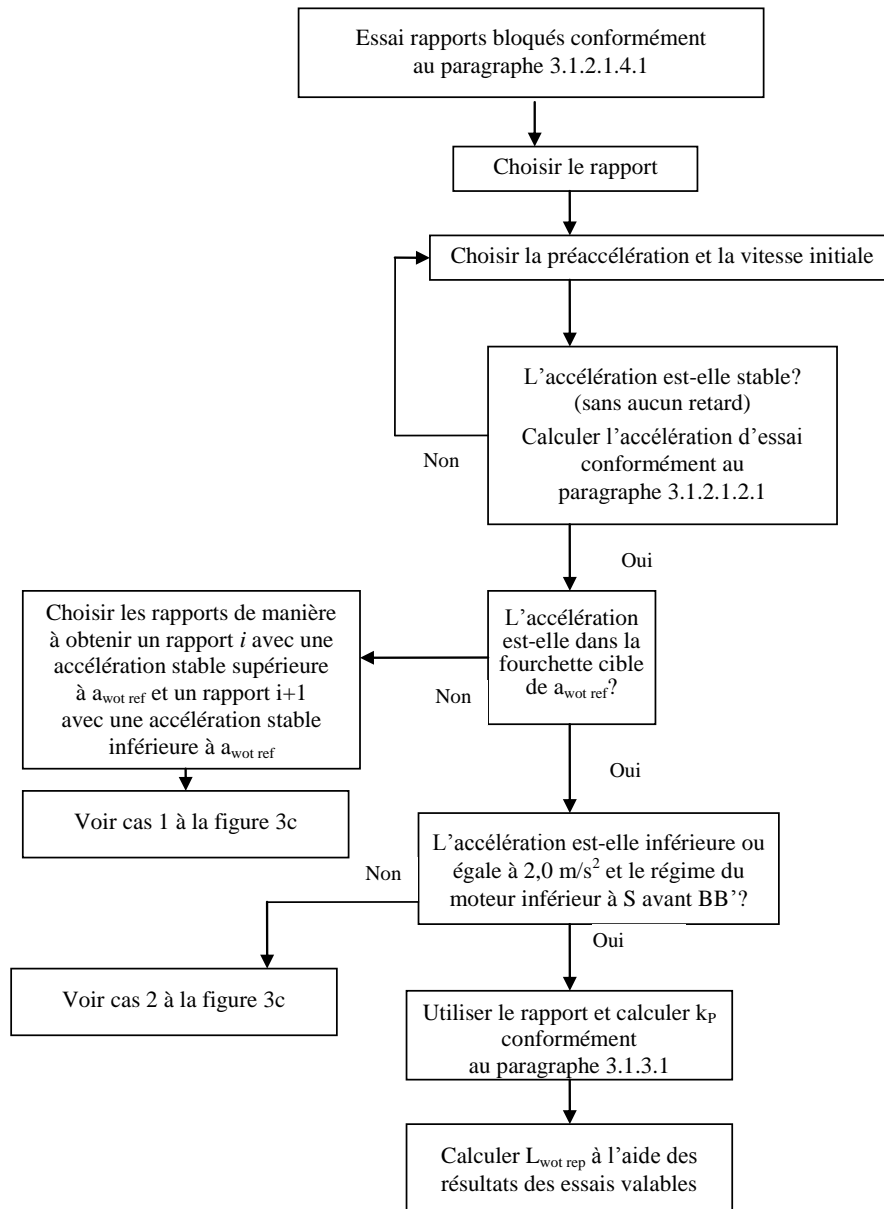 Essai rapports bloqués conformément
au paragraphe 3.1.2.1.4.1
Choisir le rapport
Choisir la préaccélération et la vitesse initiale
L’accélération est-elle stable?
(sans aucun retard)
Calculer l’accélération d’essai
conformément au
paragraphe 3.1.2.1.2.1
Non
Oui
Choisir les rapports de manière
à obtenir un rapport i avec une
accélération stable supérieure
à a wot ref et un rapport i+1
avec une accélération stable
inférieure à a wot ref
L’accélération
est-elle dans la
fourchette cible
de a wot ref?
Non
Oui
Voir cas 1 à la figure 3c
L’accélération est-elle inférieure ou
égale à 2,0 m/s² et le régime du
moteur inférieur à S avant BB’?
Non
Oui
Voir cas 2 à la figure 3c
Utiliser le rapport et calculer kP
conformément
au paragraphe 3.1.3.1
Calculer L wot rep à l’aide des
résultats des essais valables